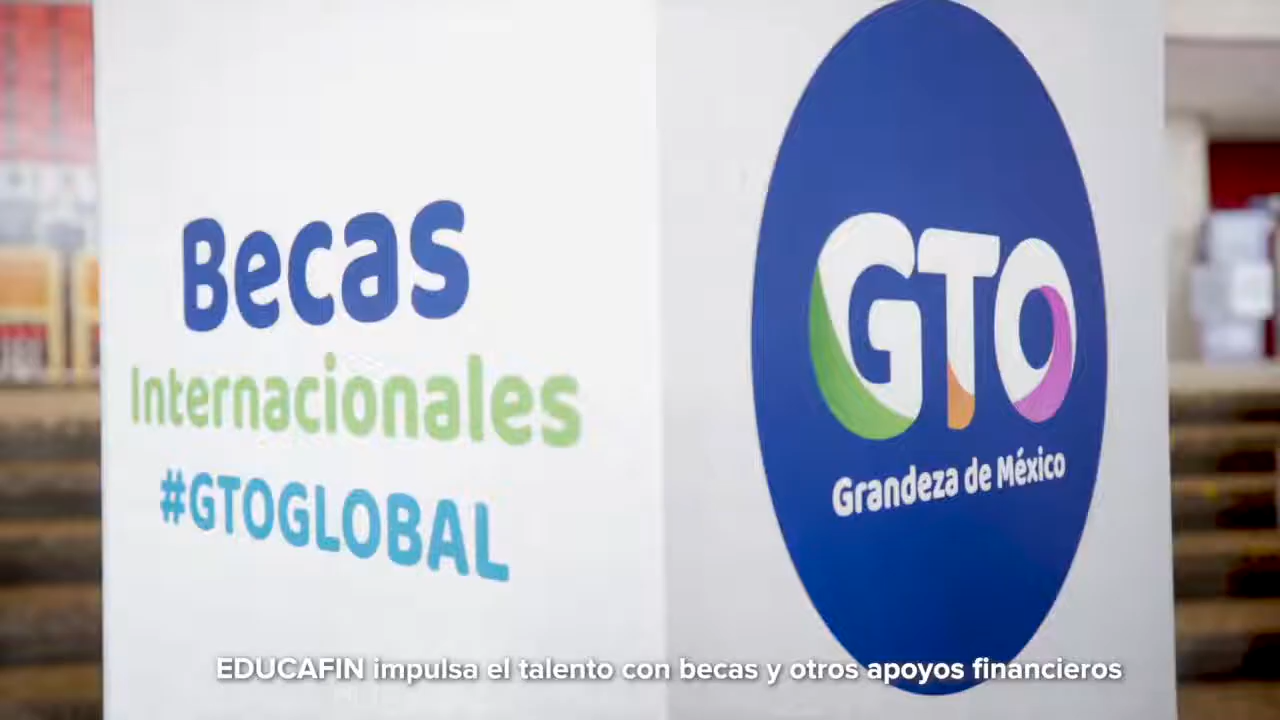 Becas
Internacionales
#GTOGLOBAL
GTO
Grandeza de México
EDUCAFIN impulsa el talento con becas y otros apoyos financieros